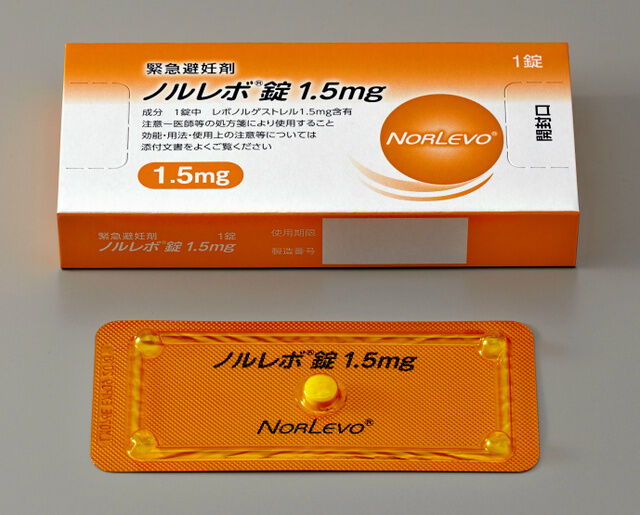 緊急避妊剤
ノルレボ®錠 1.5mg
1錠
成分 1錠中 レボノルゲストレル1.5mg含有
注意-医師等の処方箋により使用すること
効能・用法・使用上の注意等については
添付文書をよくご覧ください
1.5mg
NORLEVO®
開封口
緊急避妊剤 1錠
ノルレボ®錠 1.5mg
使用期限
製造番号
ノルレボ®錠 1.5mg
NORLEVO®